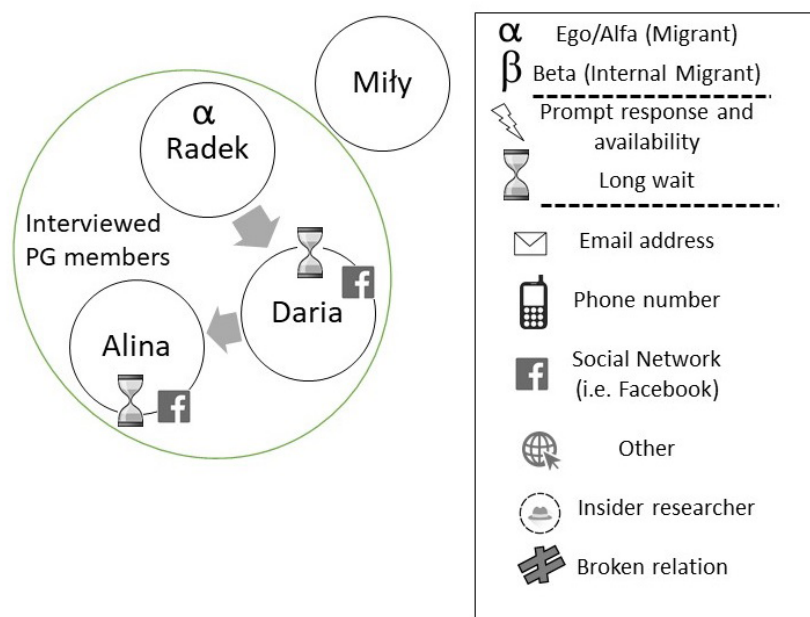 Miły
α
Radek
Interviewed
PG members
Daria
Alina
α Ego/Alfa (Migrant)
β Beta (Internal Migrant)
Prompt response and
availability
Long wait
Email address
Phone number
Social Network
(i.e. Facebook)
Other
Insider researcher
Broken relation